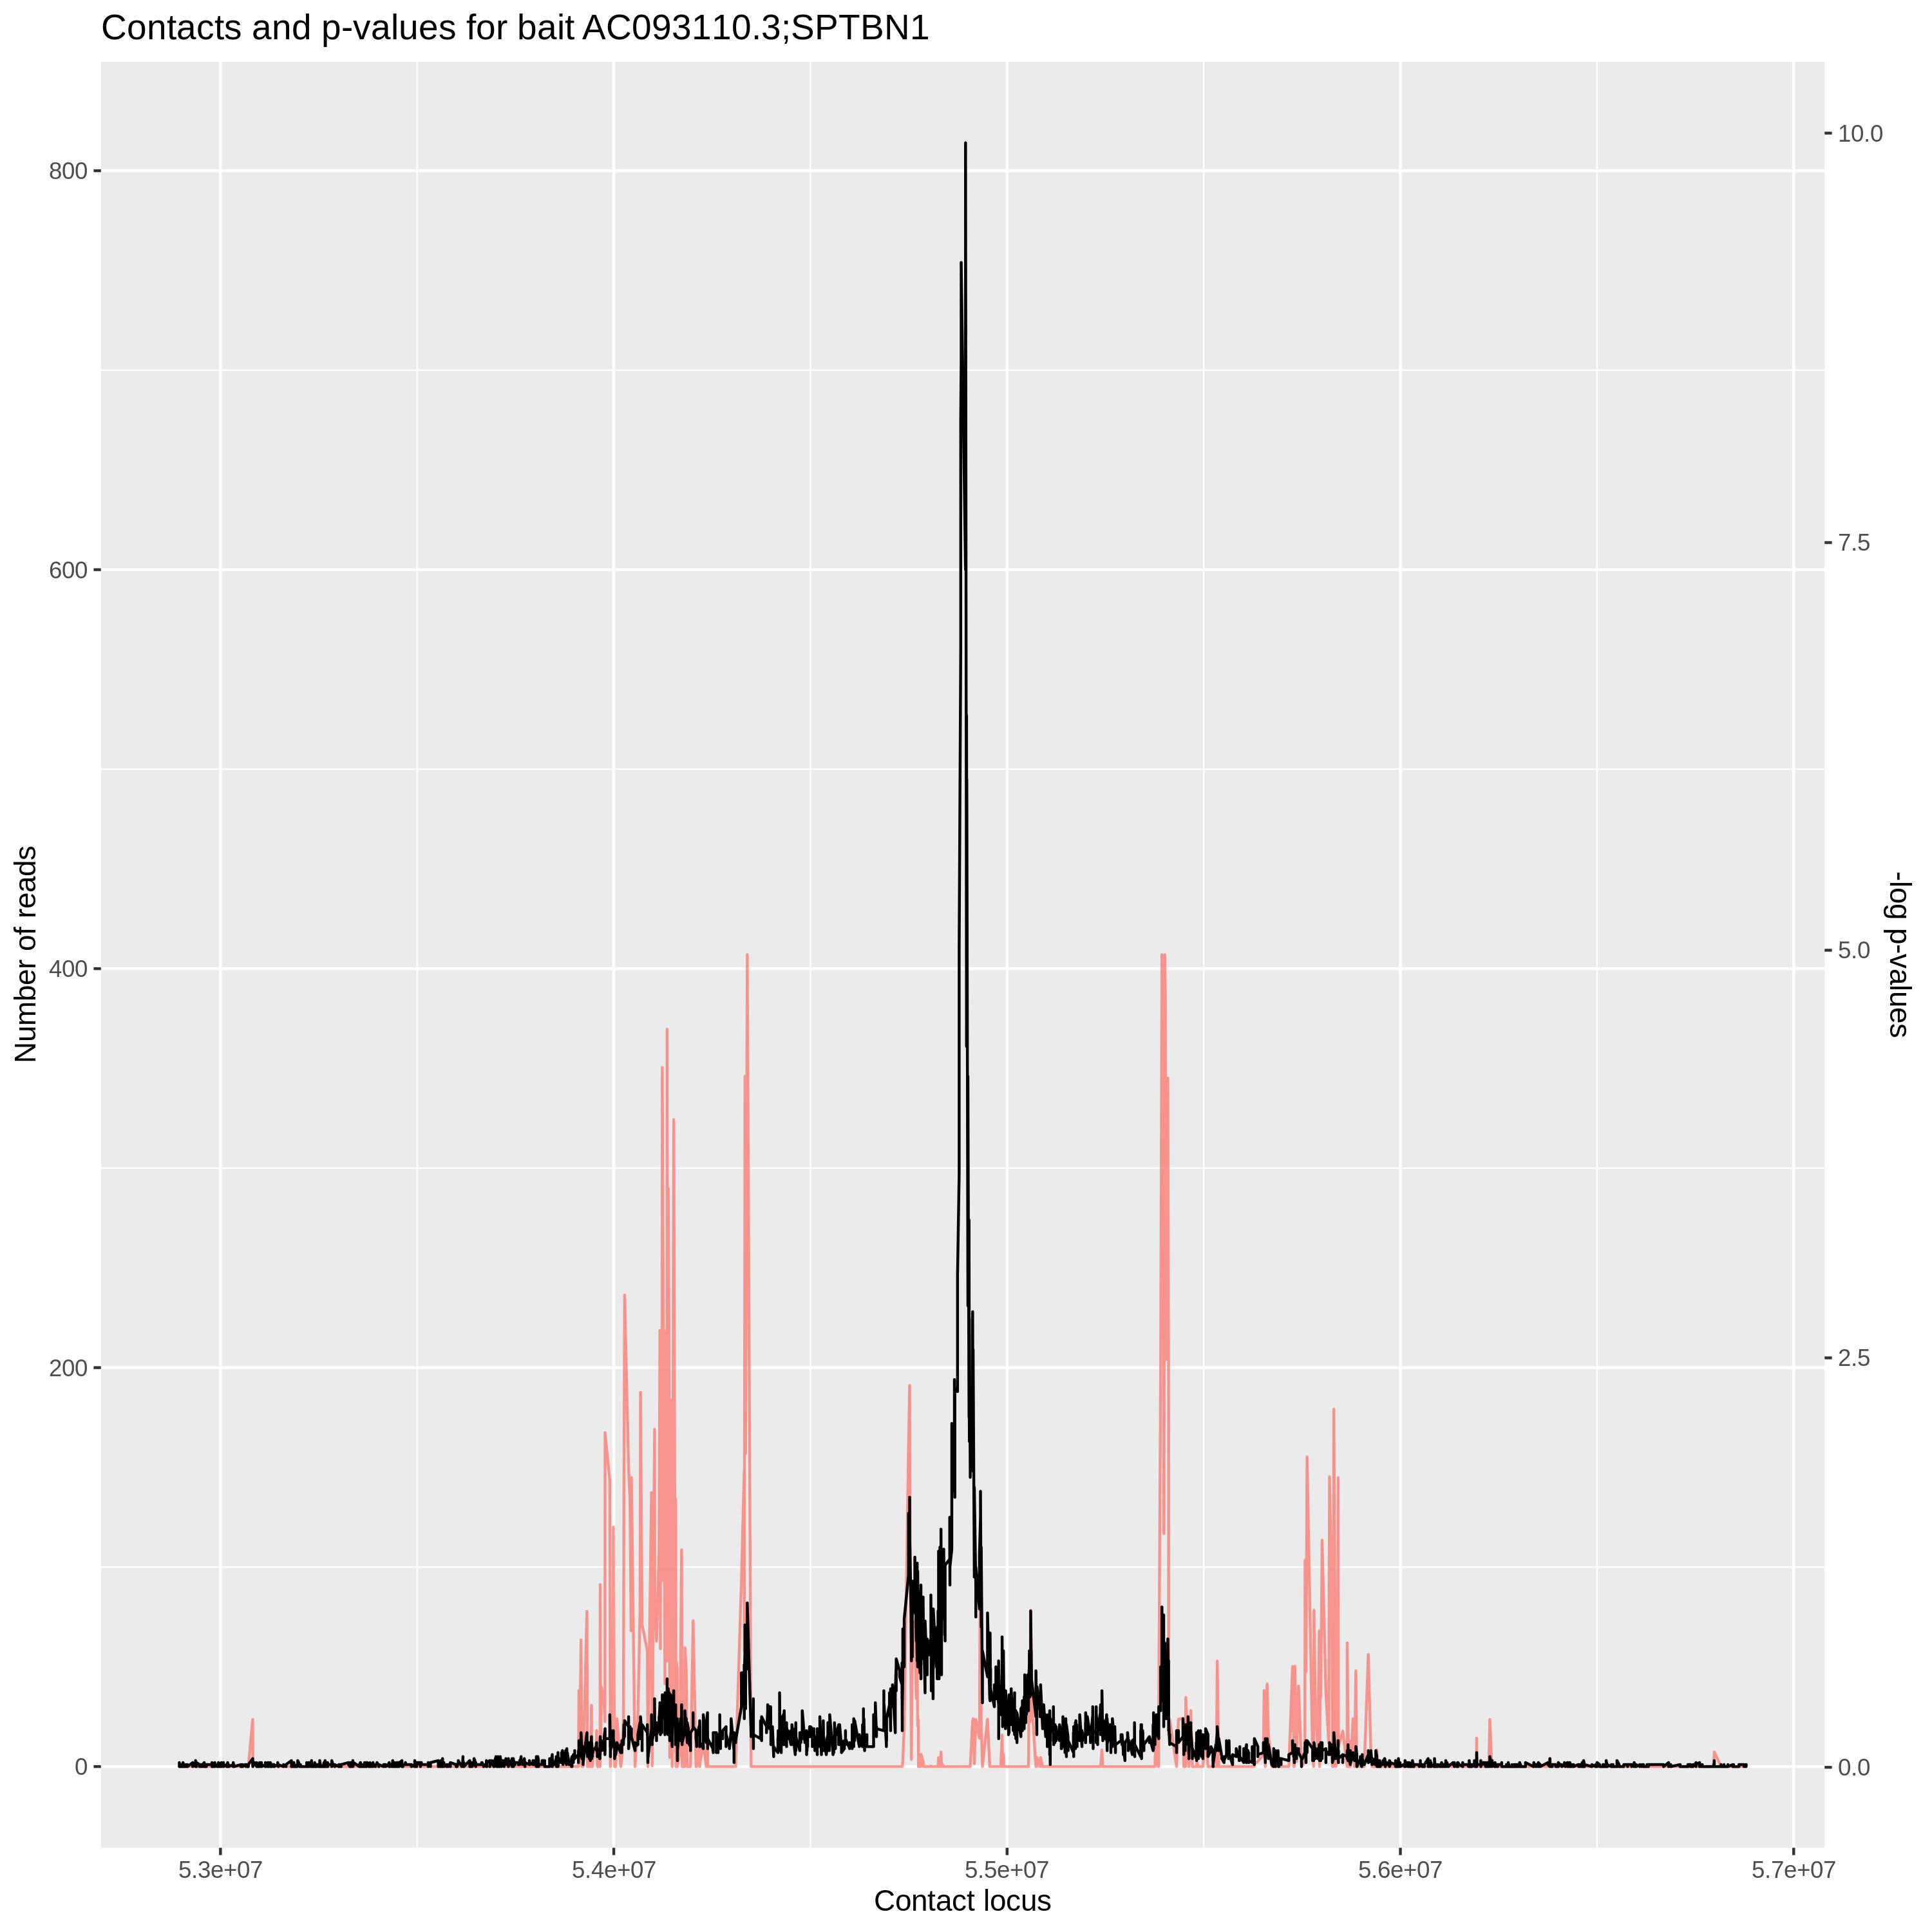 Contacts and p-values for bait AC093110.3;SPTBN1
10.0
800
7.5
600
5.0
400
Number of reads
-log p-values
2.5
200
0
0.0
5.3e+07 5.4e+07 5.5e+07 5.6e+07 5.7e+07
Contact locus